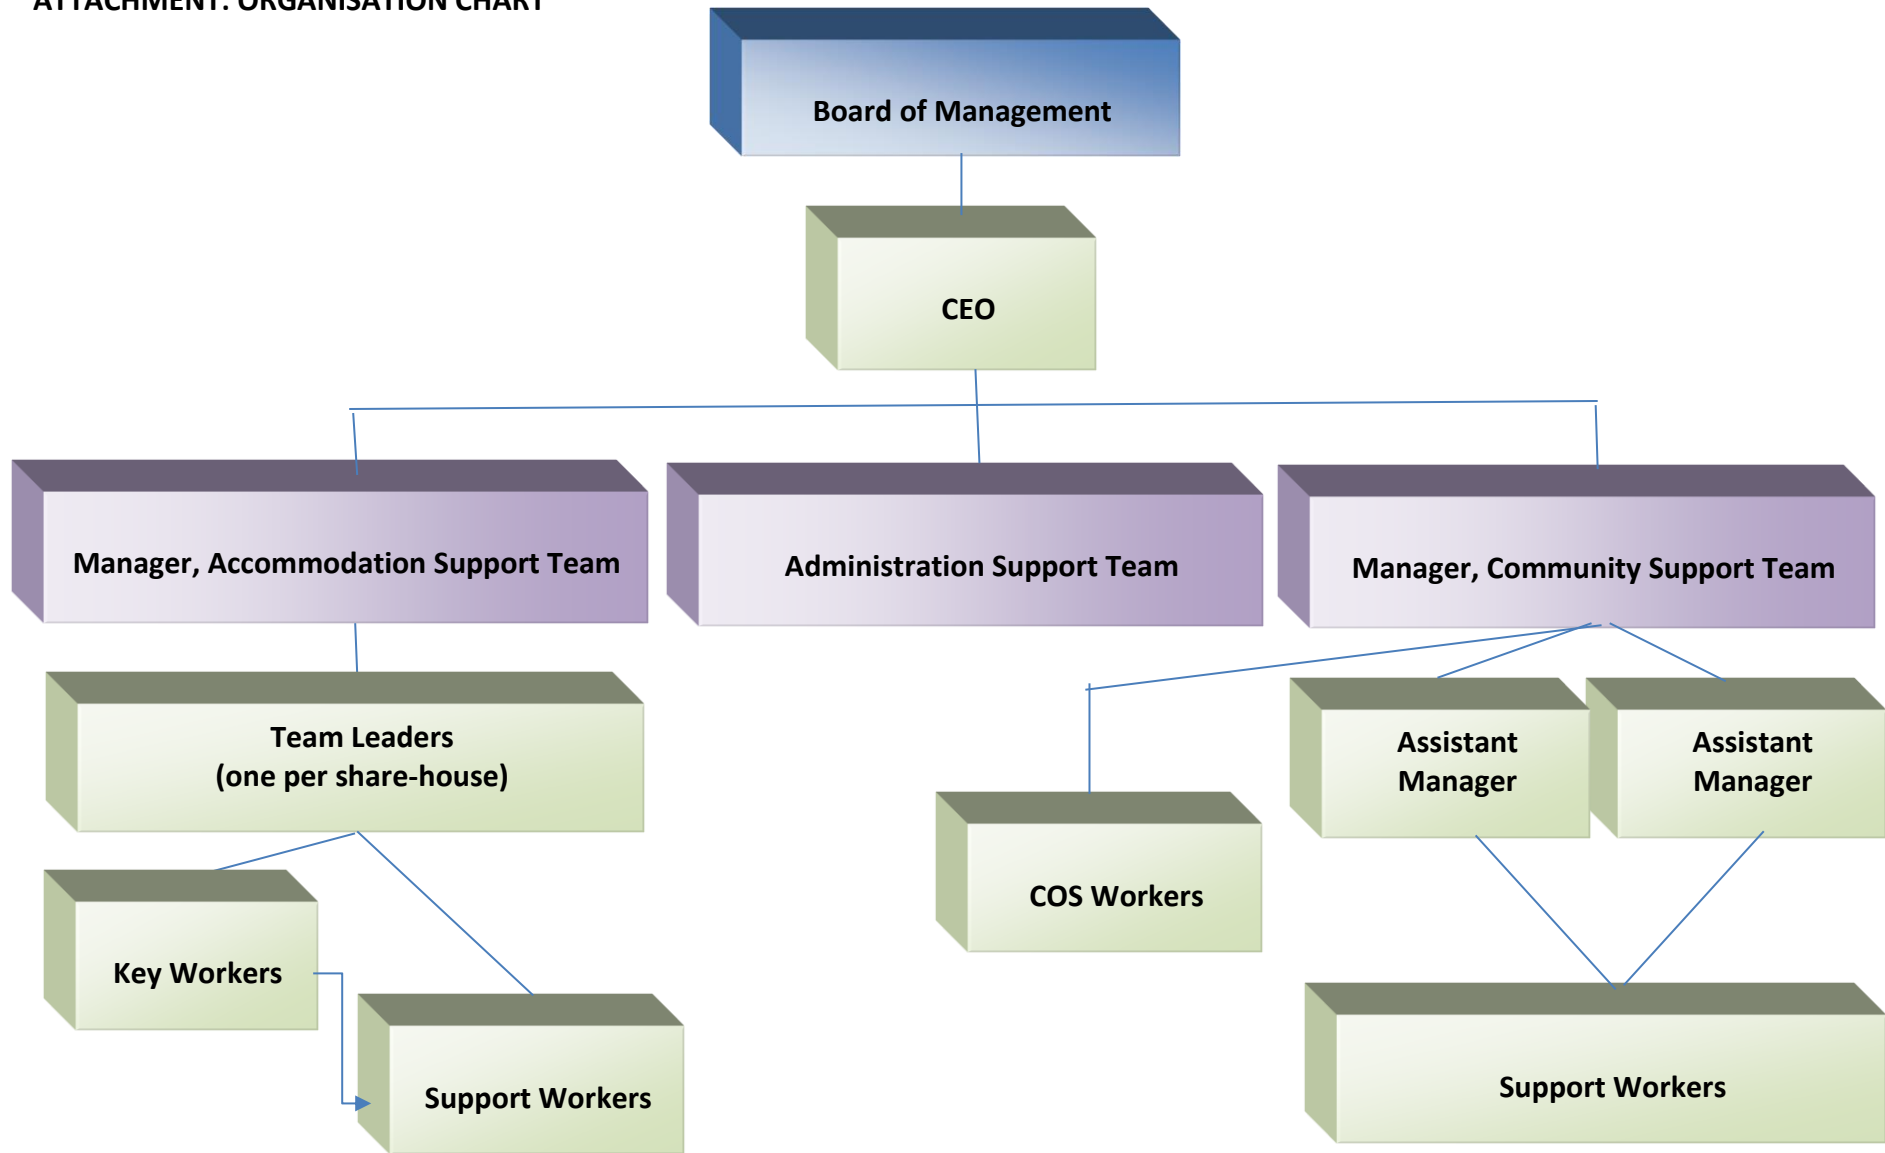 ATTACHMENT: ORGANISATION CHART
Board of Management
CEO
Manager, Accommodation Support Team
Administration Support Team
Manager, Community Support Team
Team Leaders
(one per share-house)
Assistant
Manager
Assistant
Manager
COS Workers
Key Workers
Support Workers
Support Workers